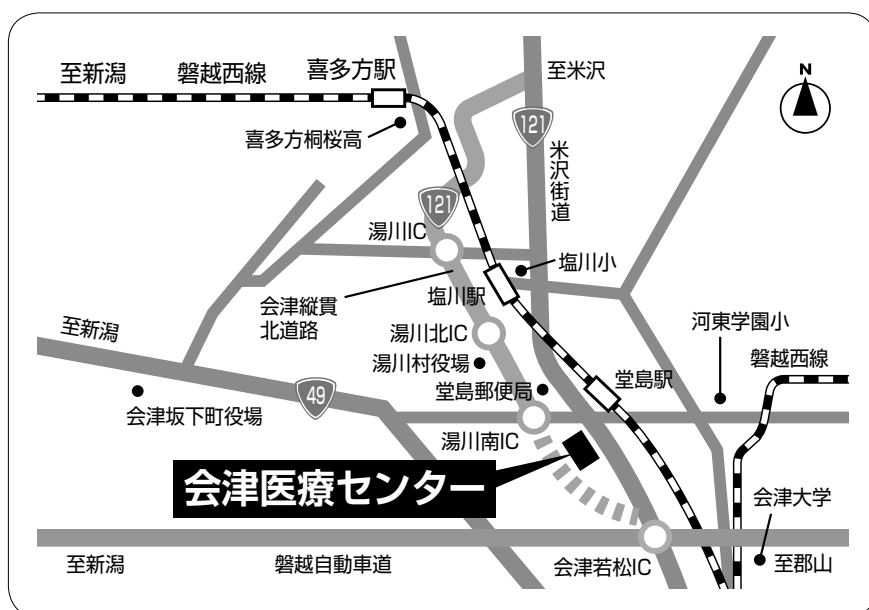 至新潟
磐越西線
喜多方駅
至米沢
N
喜多方桐桜高
121
米沢街道
121
湯川IC
塩川小
会津縦貫
北道路
塩川駅
至新潟
湯川北IC
河東学園小
湯川村役場
磐越西線
堂島駅
49
堂島郵便局
会津坂下町役場
湯川南IC
会津医療センター
会津大学
至新潟
磐越自動車道
会津若松IC
至郡山